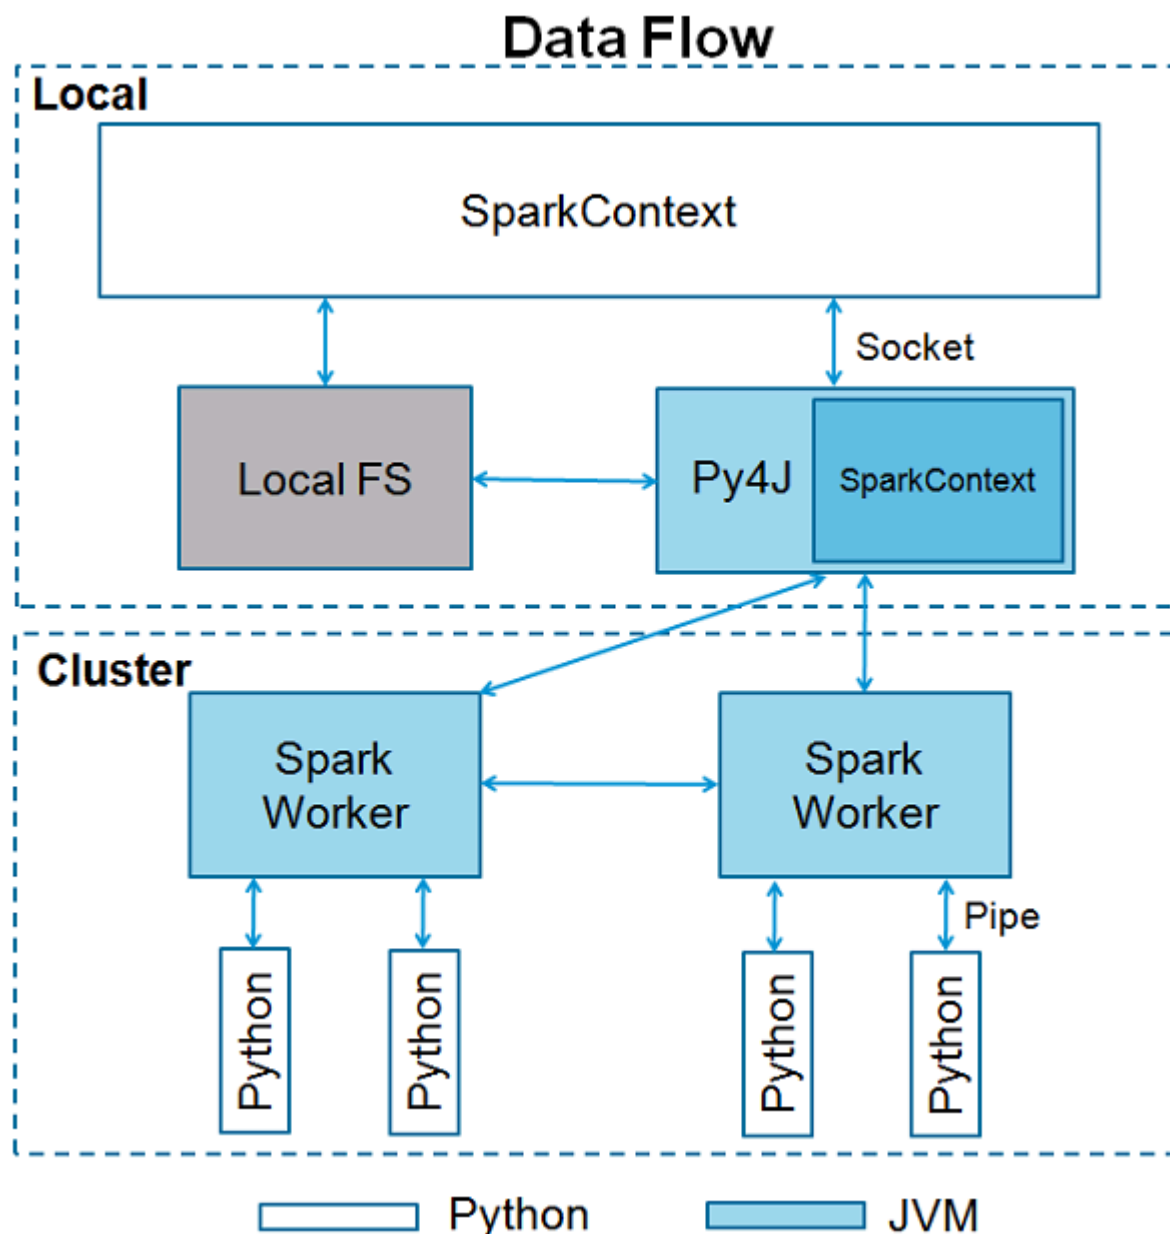 Data Flow
Local
SparkContext
Socket
Local FS
Py4J
SparkContext
Cluster
Spark
Worker
Spark
Worker
Pipe
Python
Python
Python
Python
Python
JVM